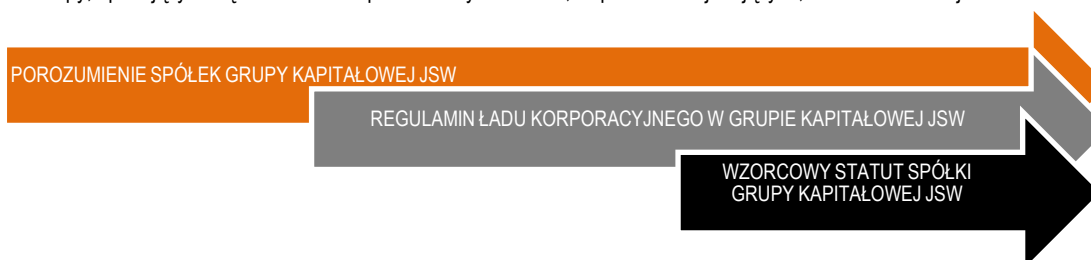 POROZUMIENIE SPÓŁEK GRUPY KAPITAŁOWEJ JSW
REGULAMIN ŁADU KORPORACYJNEGO W GRUPIE KAPITAŁOWEJ JSW
WZORCOWY STATUT SPÓŁKI
GRUPY KAPITAŁOWEJ JSW